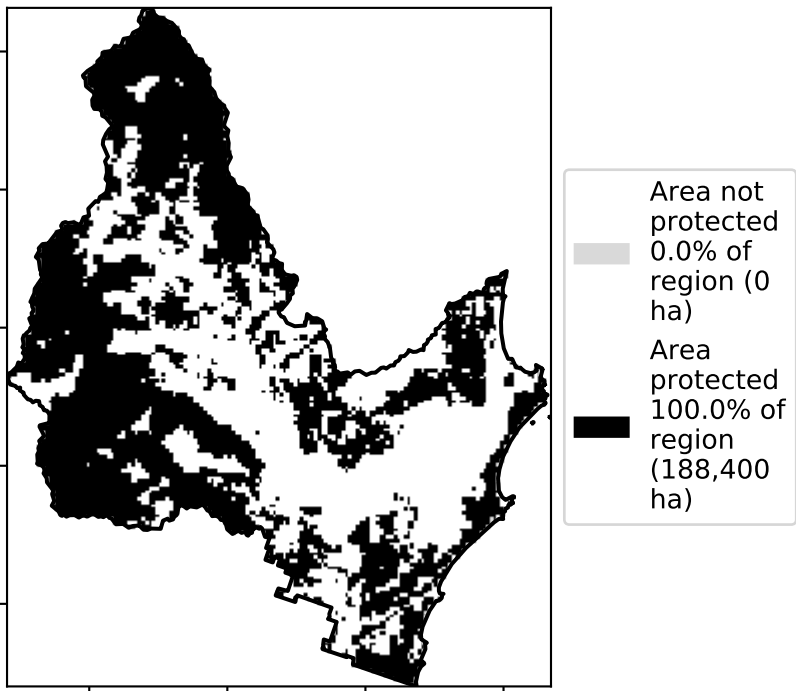 Area not
protected
0.0% of
region (0
ha)
Area
protected
100.0% of
region
(188,400
ha)